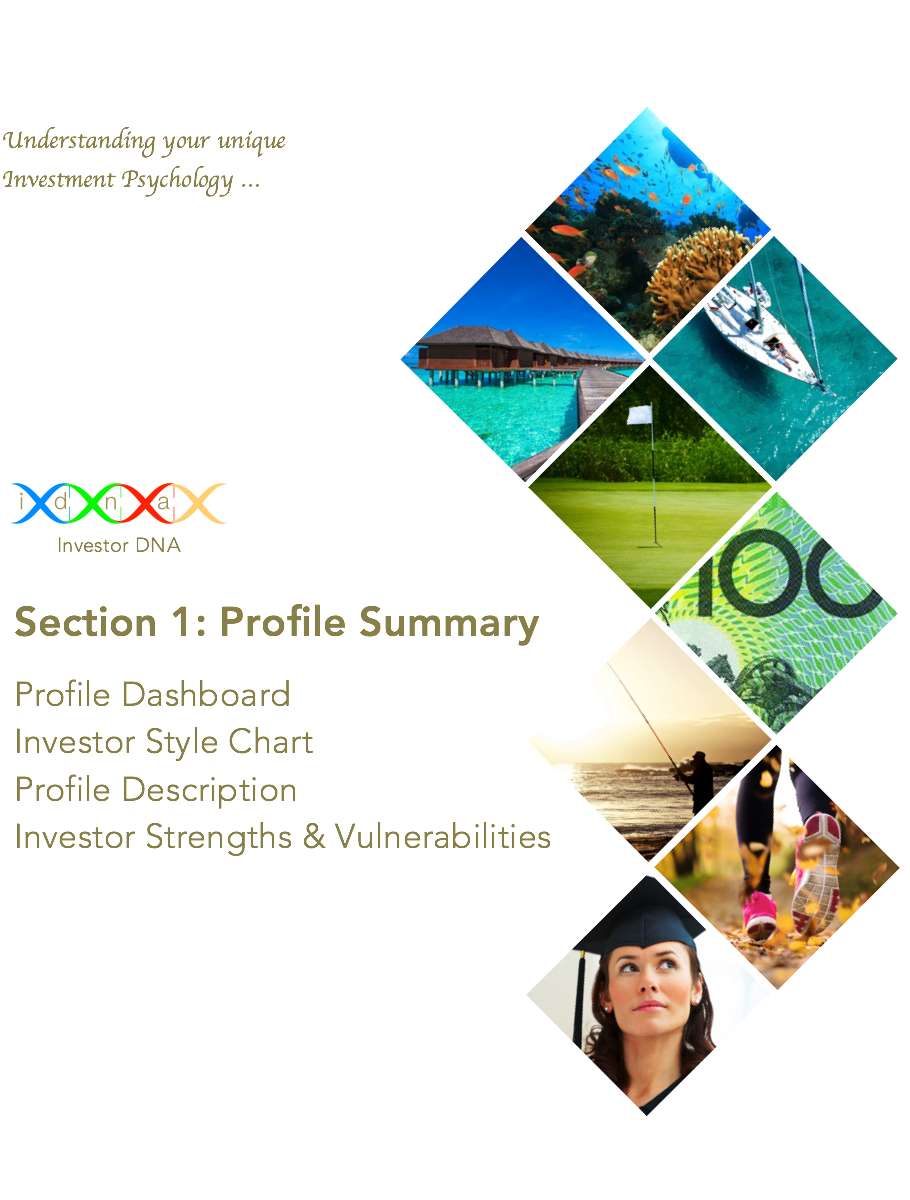 Understanding your unique
Investment Psychology ...
i d n a
Investor DNA
Section 1: Profile Summary
Profile Dashboard
Investor Style Chart
Profile Description
Investor Strengths & Vulnerabilities
100